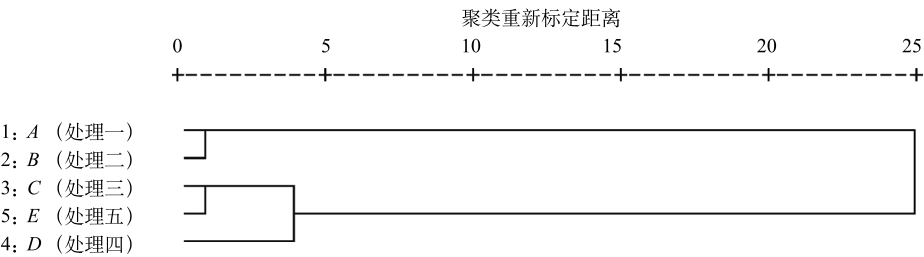 聚类重新标定距离
0 5 10 15 20 25
1: A （处理一）
2: B （处理二）
3: C （处理三）
5: E （处理五）
4: D （处理四）